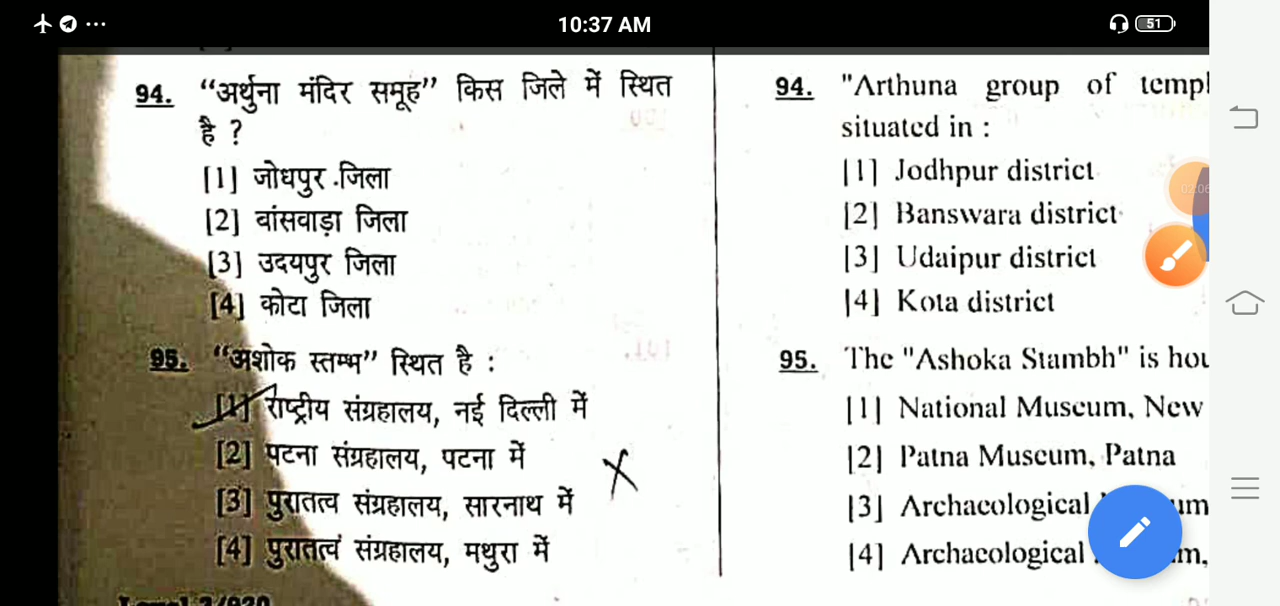 10:37 AM
51
94. "अर्थुना मंदिर समूह" किस जिले में स्थित
है ?
[1] जोधपुर जिला
[2] वांसवाड़ा जिला
[3] उदयपुर जिला
[4] कोटा जिला
95. "अशोक स्तम्भ" स्थित है :
[1] राष्ट्रीय संग्रहालय, नई दिल्ली में
[2] पटना संग्रहालय, पटना में
[3] पुरातत्व संग्रहालय, सारनाथ में
[4] पुरातत्वं संग्रहालय, मथुरा में
94. "Arthuna group of templ
situated in :
[1] Jodhpur district
[2] Banswara district
[3] Udaipur district
[4] Kota district
95. The "Ashoka Stambh" is hou
[1] National Museum, New
[2] Patna Museum, Patna
[3] Archaeological
[4] Archaeological
02:06